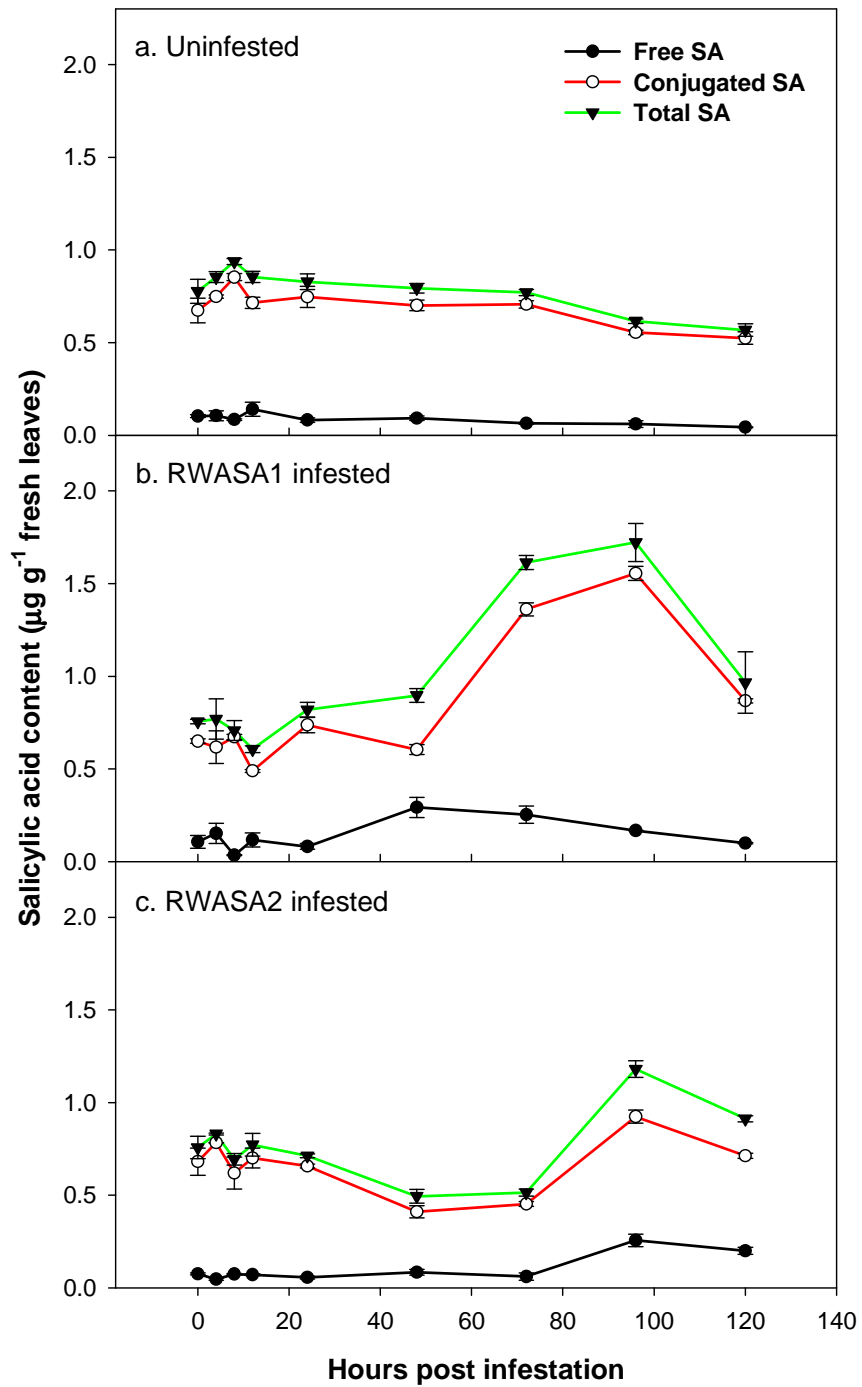 a. Uninfested
Free SA
Conjugated SA
Total SA
2.0
1.5
1.0
0.5
0.0
b. RWASA1 infested
2.0
1.5
1.0
0.5
0.0
c. RWASA2 infested
2.0
1.5
1.0
0.5
0.0
Salicylic acid content (µg g⁻¹ fresh leaves)
0 20 40 60 80 100 120 140
Hours post infestation